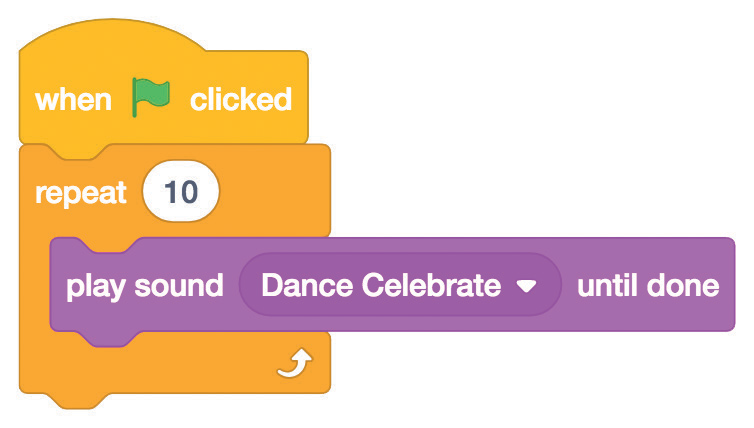 when clicked
repeat 10
play sound Dance Celebrate until done